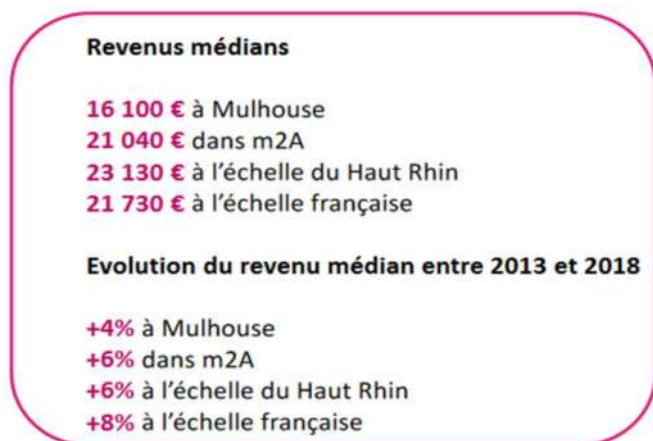 Revenus médians
16 100 € à Mulhouse
21 040 € dans m2A
23 130 € à l'échelle du Haut Rhin
21 730 € à l'échelle française
Evolution du revenu médian entre 2013 et 2018
+4% à Mulhouse
+6% dans m2A
+6% à l'échelle du Haut Rhin
+8% à l'échelle française